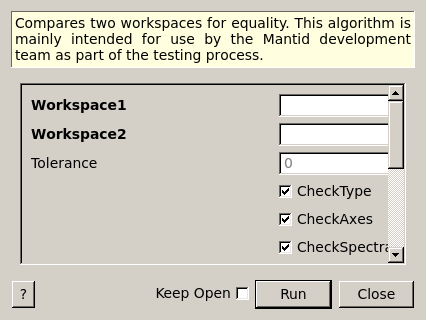 Compares two workspaces for equality. This algorithm is
mainly intended for use by the Mantid development
team as part of the testing process.
Workspace1
Workspace2
Tolerance 0
CheckType
CheckAxes
CheckSpectra
? Keep Open Run Close